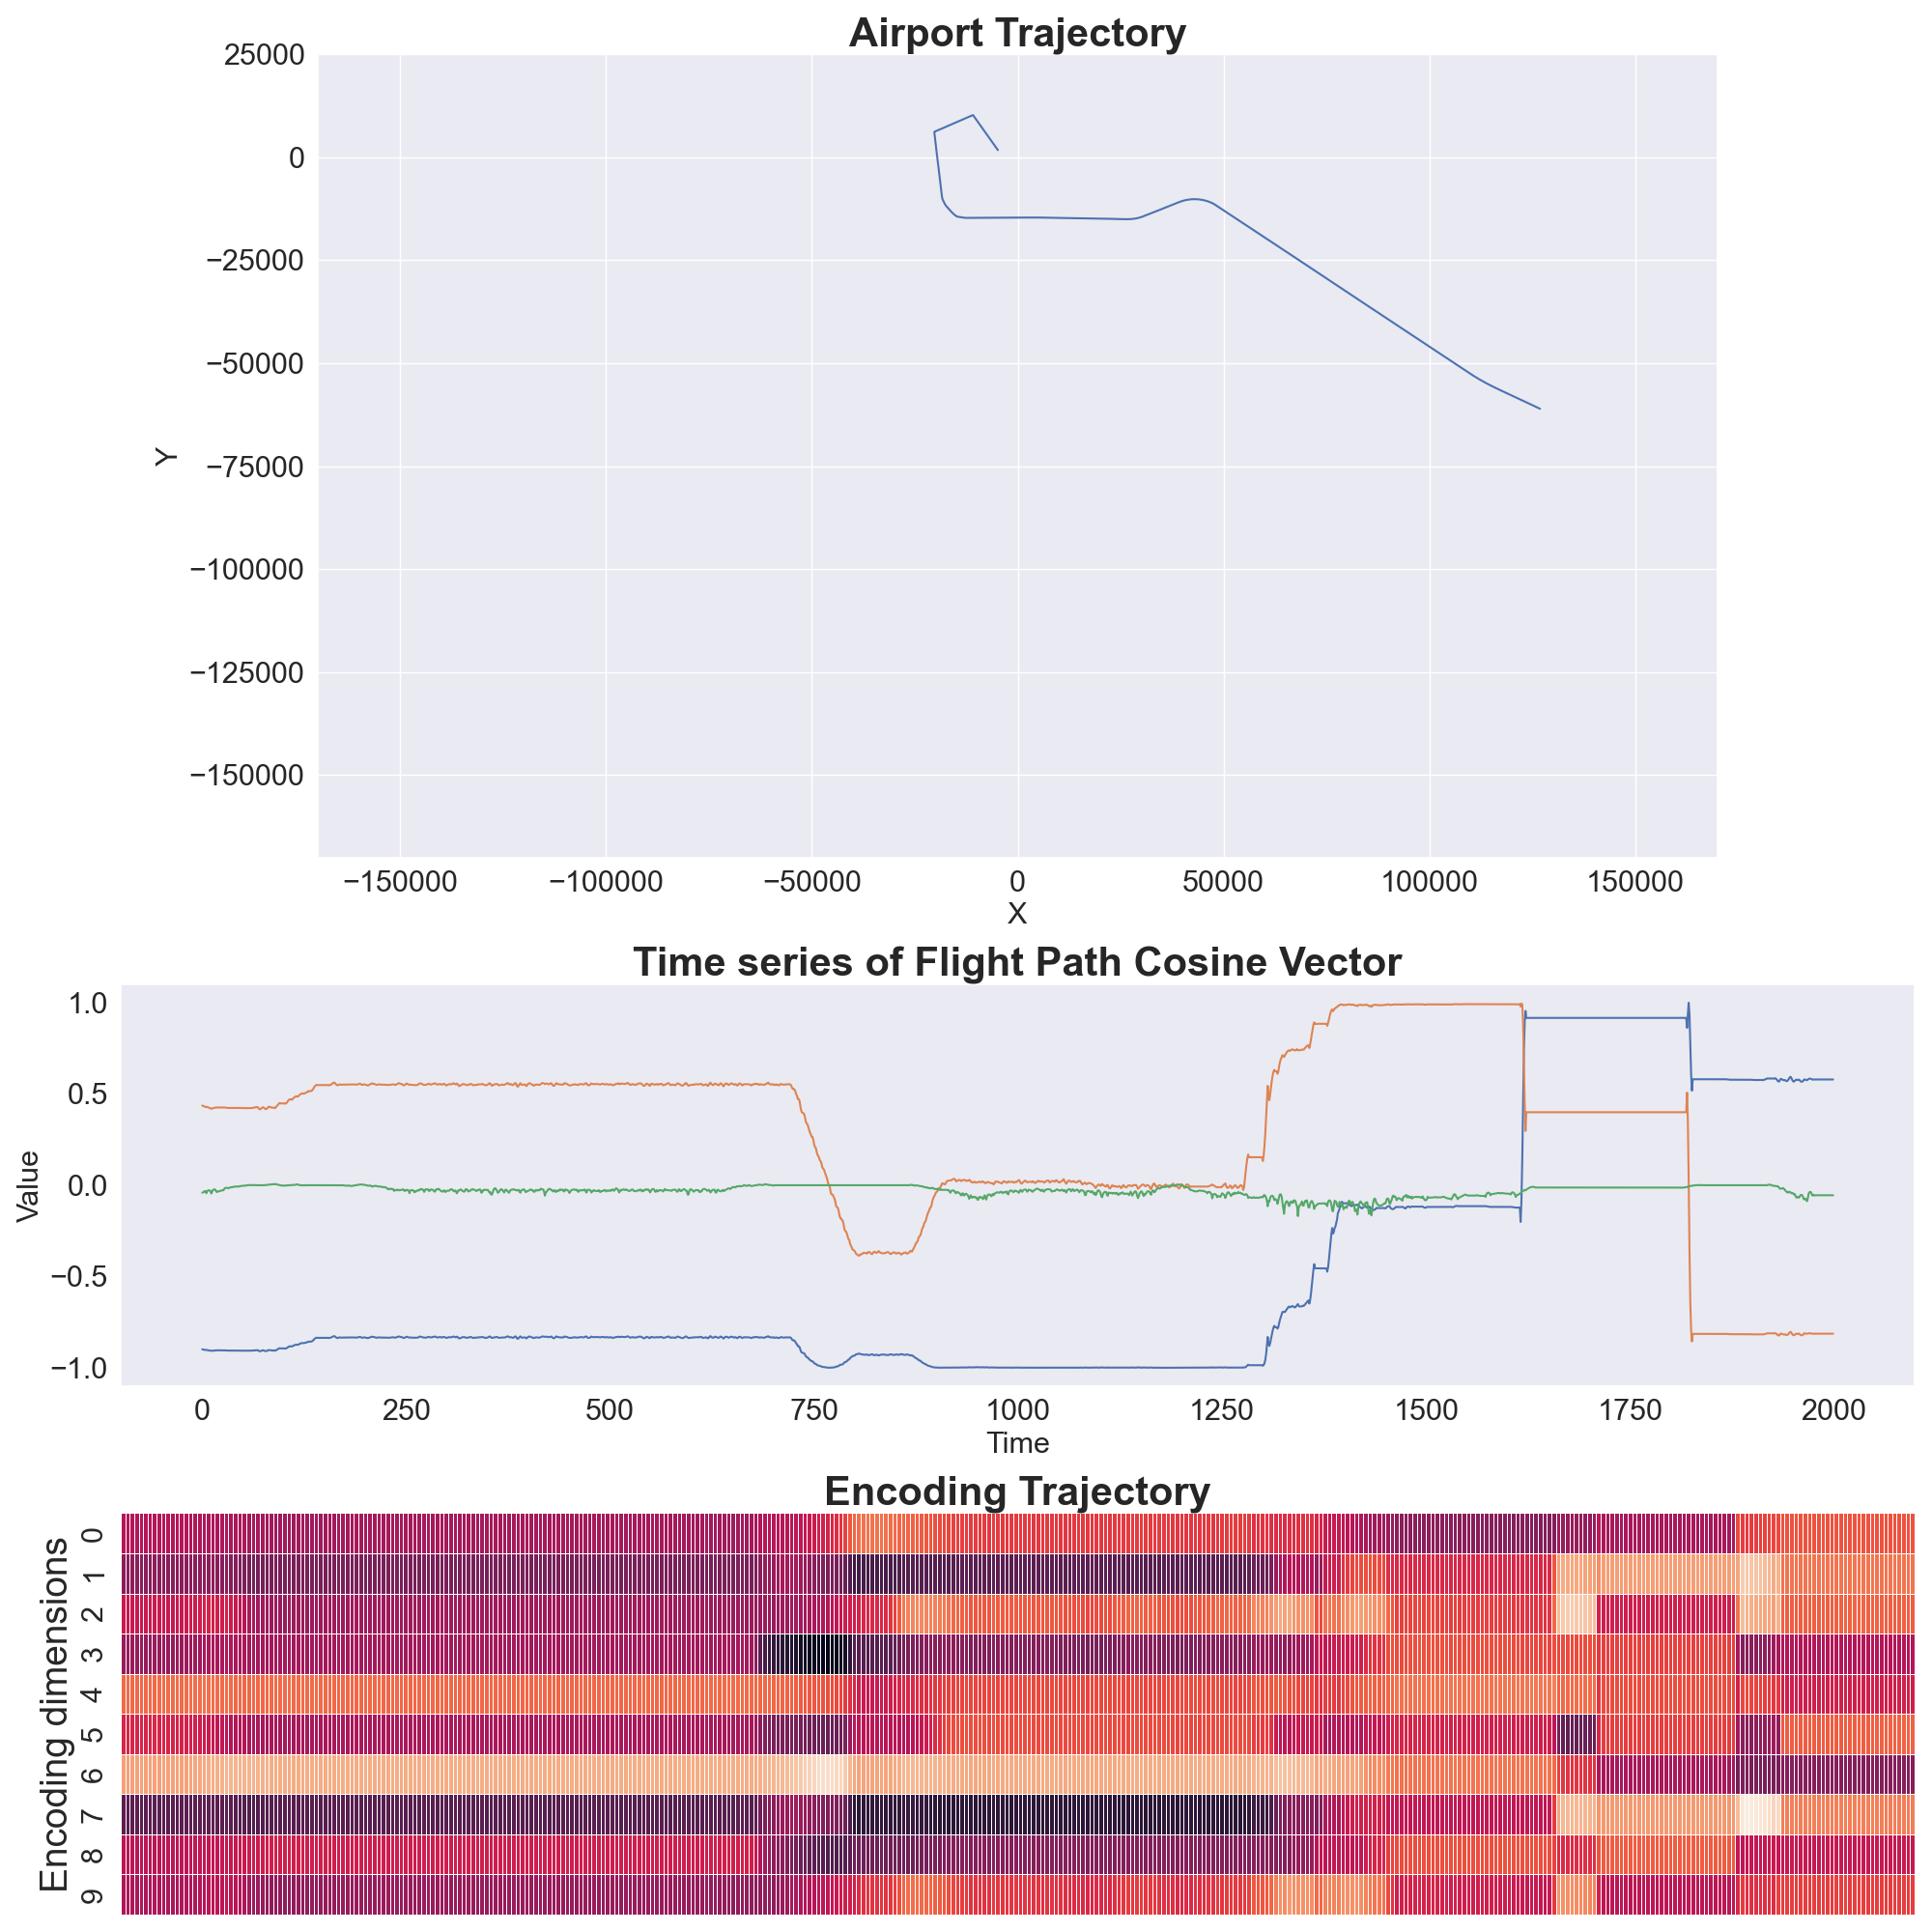 Airport Trajectory
25000
0
−25000
−50000
−75000
−100000
−125000
−150000
Y
−150000 −100000 −50000 0 50000 100000 150000
X
Time series of Flight Path Cosine Vector
1.0
0.5
0.0
−0.5
−1.0
Value
0 250 500 750 1000 1250 1500 1750 2000
Time
Encoding Trajectory
Encoding dimensions
0
1
2
3
4
5
6
7
8
9